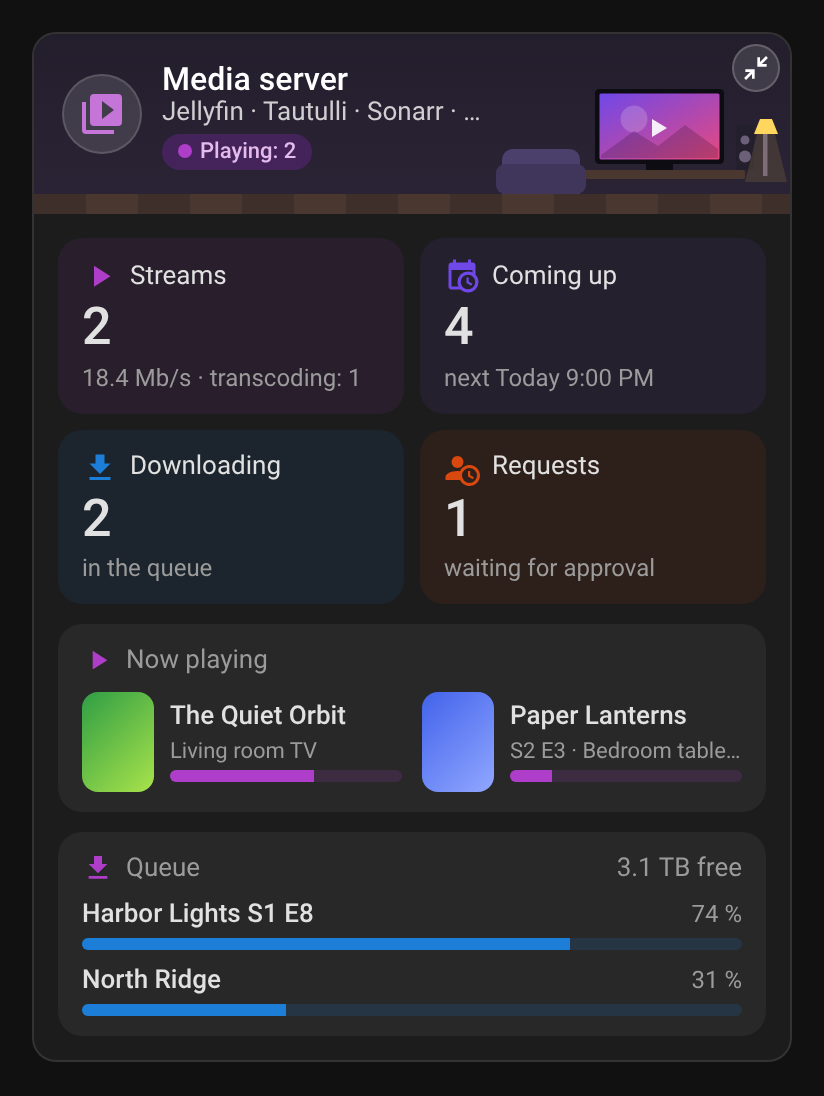 Media server
Jellyfin · Tautulli · Sonarr · …
Playing: 2
Streams
2
18.4 Mb/s · transcoding: 1
Coming up
4
next Today 9:00 PM
Downloading
2
in the queue
Requests
1
waiting for approval
Now playing
The Quiet Orbit
Living room TV
Paper Lanterns
S2 E3 · Bedroom table…
Queue
3.1 TB free
Harbor Lights S1 E8
74 %
North Ridge
31 %